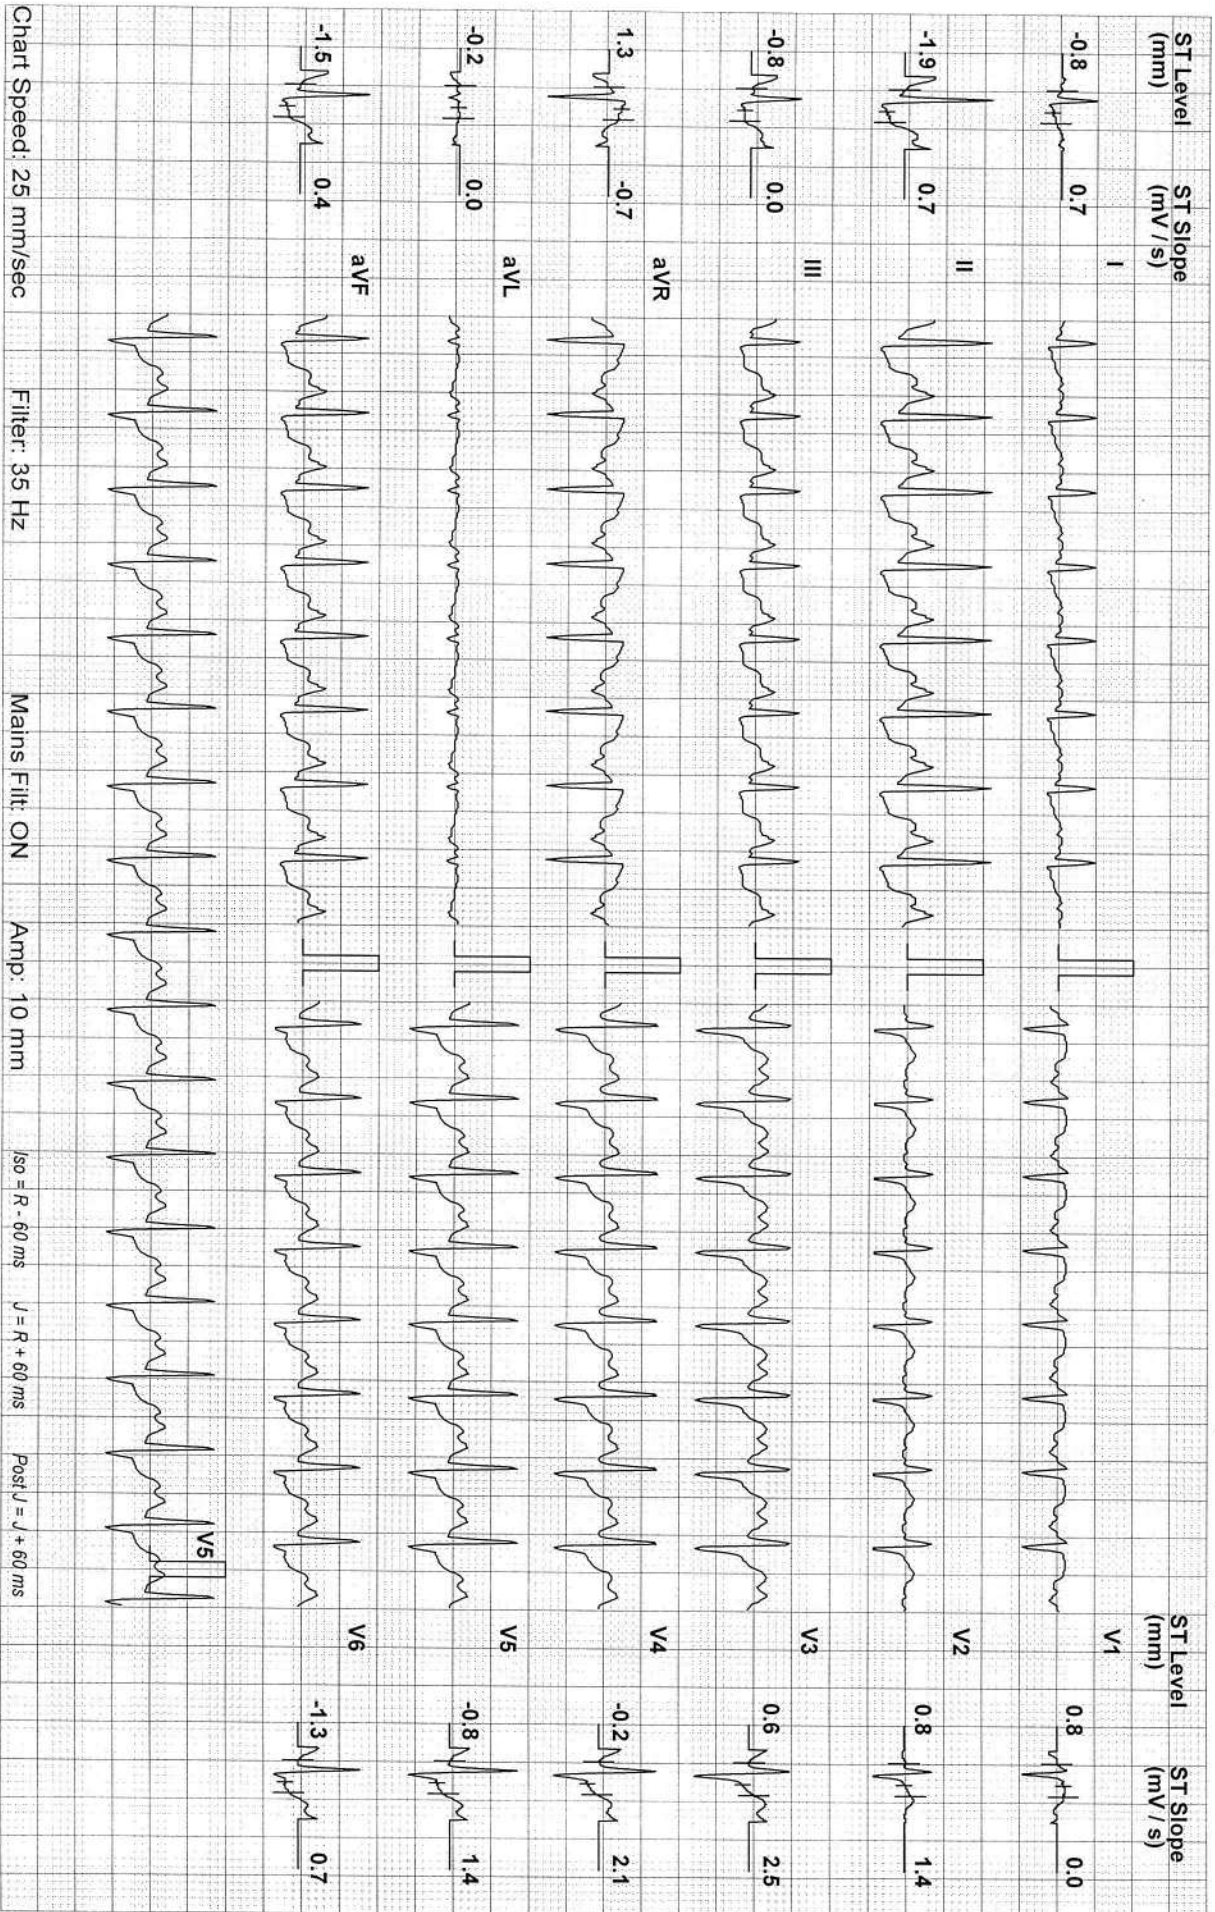 ST Level
(mm)
ST Slope
(mV / s)
-0.8
0.7
I
-1.9
0.7
II
-0.8
0.0
III
1.3
-0.7
aVR
-0.2
0.0
aVL
-1.5
0.4
aVF
ST Level
(mm)
ST Slope
(mV / s)
V1
0.8
0.0
V2
0.8
1.4
V3
0.6
2.5
V4
-0.2
2.1
V5
-0.8
1.4
V6
-1.3
0.7
V5
Chart Speed: 25 mm/sec Filter: 35 Hz Mains Filt: ON Amp: 10 mm Iso = R - 60 ms J = R + 60 ms Post J = J + 60 ms